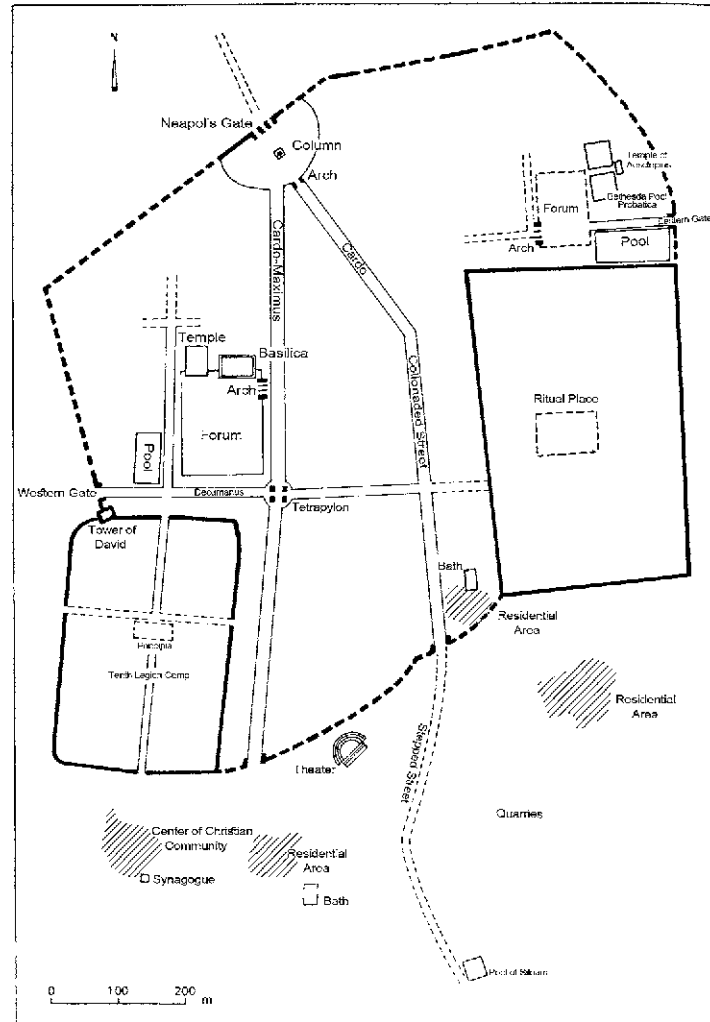 N
Neapol's Gate
Column
Arch
Temple of
Bethesda Pool
Probatica
Forum
Eastern Gate
Arch
Pool
Cardo-Maximus
Cardo
Temple
Basilica
Arch
Colonaded Street
Ritual Place
Forum
Pool
Western Gate
Decumanus
Tetrapylon
Tower of
David
Bath
Residential
Area
Principia
Tenth Legion Camp
Residential
Area
Theater
Stepped Street
Quarries
Center of Christian
Community
Residential
Area
Synagogue
Bath
Pool of Siloam
0 100 200 m